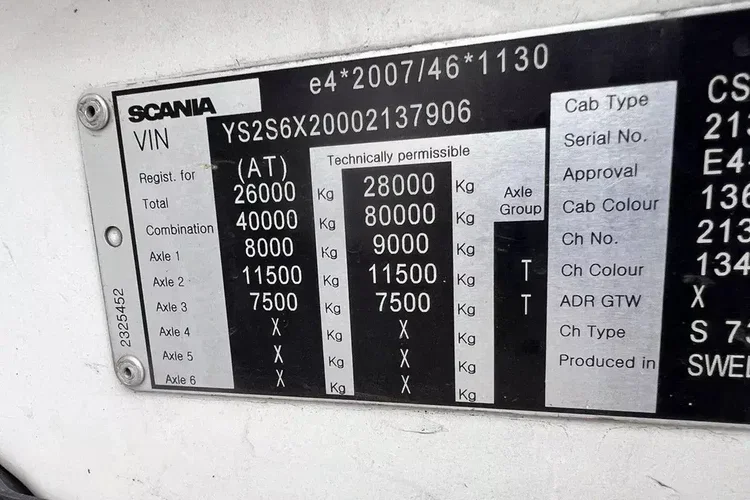 e4*2007/46*1130
SCANIA
VIN YS2S6X20002137906
Regist. for (AT) Technically permissible
Total 26000 Kg 28000 Kg Axle Group
Combination 40000 Kg 80000 Kg
Axle 1 8000 Kg 9000 Kg
Axle 2 11500 Kg 11500 Kg T
Axle 3 7500 Kg 7500 Kg T
Axle 4 X Kg X Kg
Axle 5 X Kg X Kg
Axle 6 X Kg X Kg
2325452
Cab Type CS
Serial No. 21
Approval E4
Cab Colour 136
Ch No. 213
Ch Colour 134
ADR GTW X
Ch Type S 7
Produced in SWE